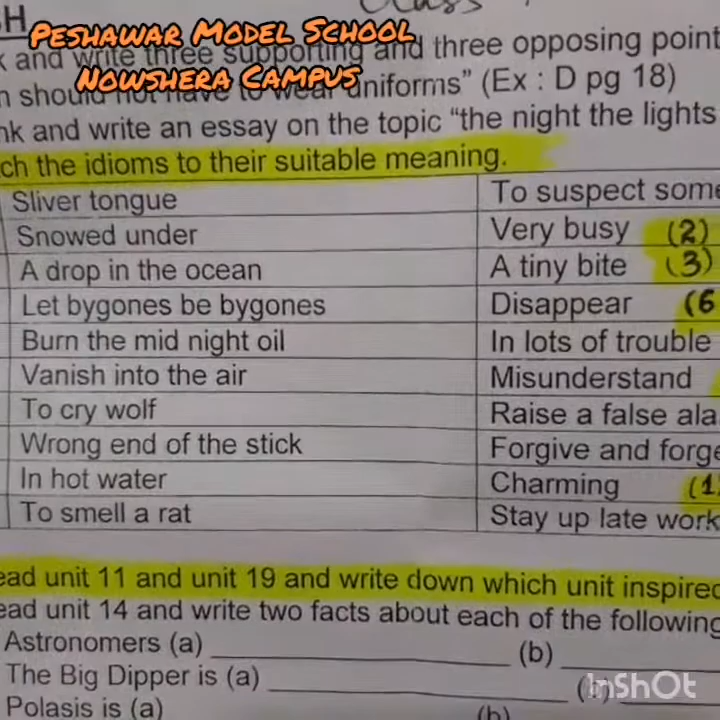 SH
PESHAWAR MODEL SCHOOL
NOWSHERA CAMPUS
Class
and write three supporting and three opposing point
should not have to wear uniforms” (Ex : D pg 18)
nk and write an essay on the topic “the night the lights
ch the idioms to their suitable meaning.
Sliver tongue To suspect some
Snowed under Very busy (2)
A drop in the ocean A tiny bite (3)
Let bygones be bygones Disappear (6
Burn the mid night oil In lots of trouble
Vanish into the air Misunderstand
To cry wolf Raise a false ala
Wrong end of the stick Forgive and forge
In hot water Charming (1
To smell a rat Stay up late work
ead unit 11 and unit 19 and write down which unit inspired
ead unit 14 and write two facts about each of the following
Astronomers (a) (b)
The Big Dipper is (a)
InShOt
Polasis is (a) (b)